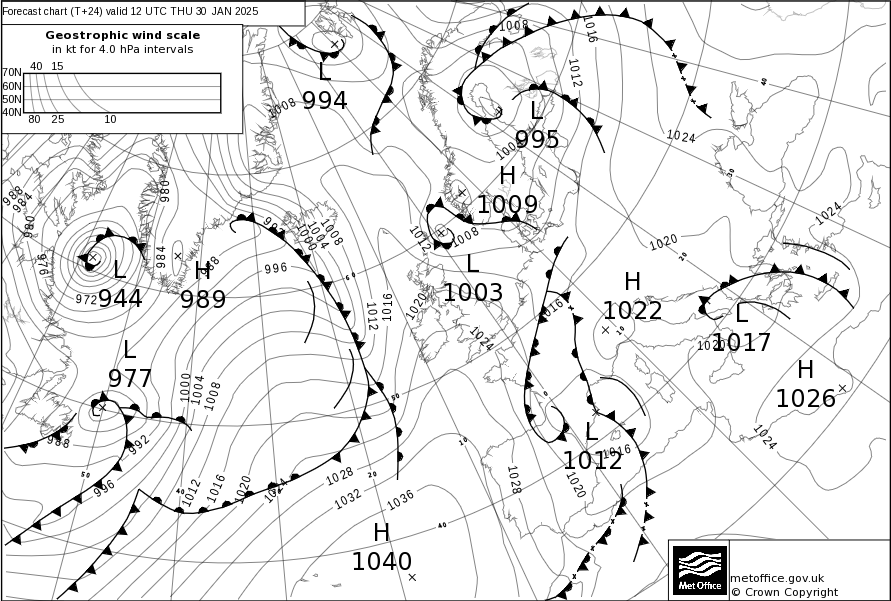 Forecast chart (T+24) valid 12 UTC THU 30 JAN 2025
Geostrophic wind scale
in kt for 4.0 hPa intervals
40 15
70N
60N
50N
40N
80 25 10
L
994
1008
1008
1016
1012
1024
L
995
H
1009
1012
1008
L
1003
1024
1020
988
984
980
984
976
972
L
944
H
989
996
1000
1004
1008
1012
1016
1020
1024
H
1022
L
1017
1020
H
1026
1024
L
977
1000
1004
1008
988
992
996
1012
1016
1020
1024
1028
1032
1036
L
1012
1016
1020
1028
H
1040
Met Office
metoffice.gov.uk
© Crown Copyright